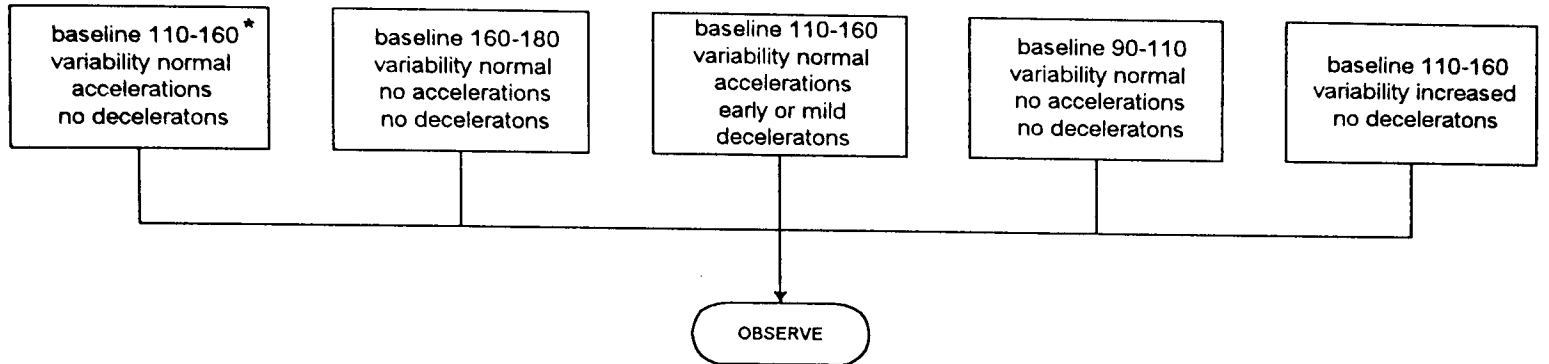 baseline 110-160*
variability normal
accelerations
no deceleratons
baseline 160-180
variability normal
no accelerations
no deceleratons
baseline 110-160
variability normal
accelerations
early or mild
deceleratons
baseline 90-110
variability normal
no accelerations
no deceleratons
baseline 110-160
variability increased
no deceleratons
OBSERVE